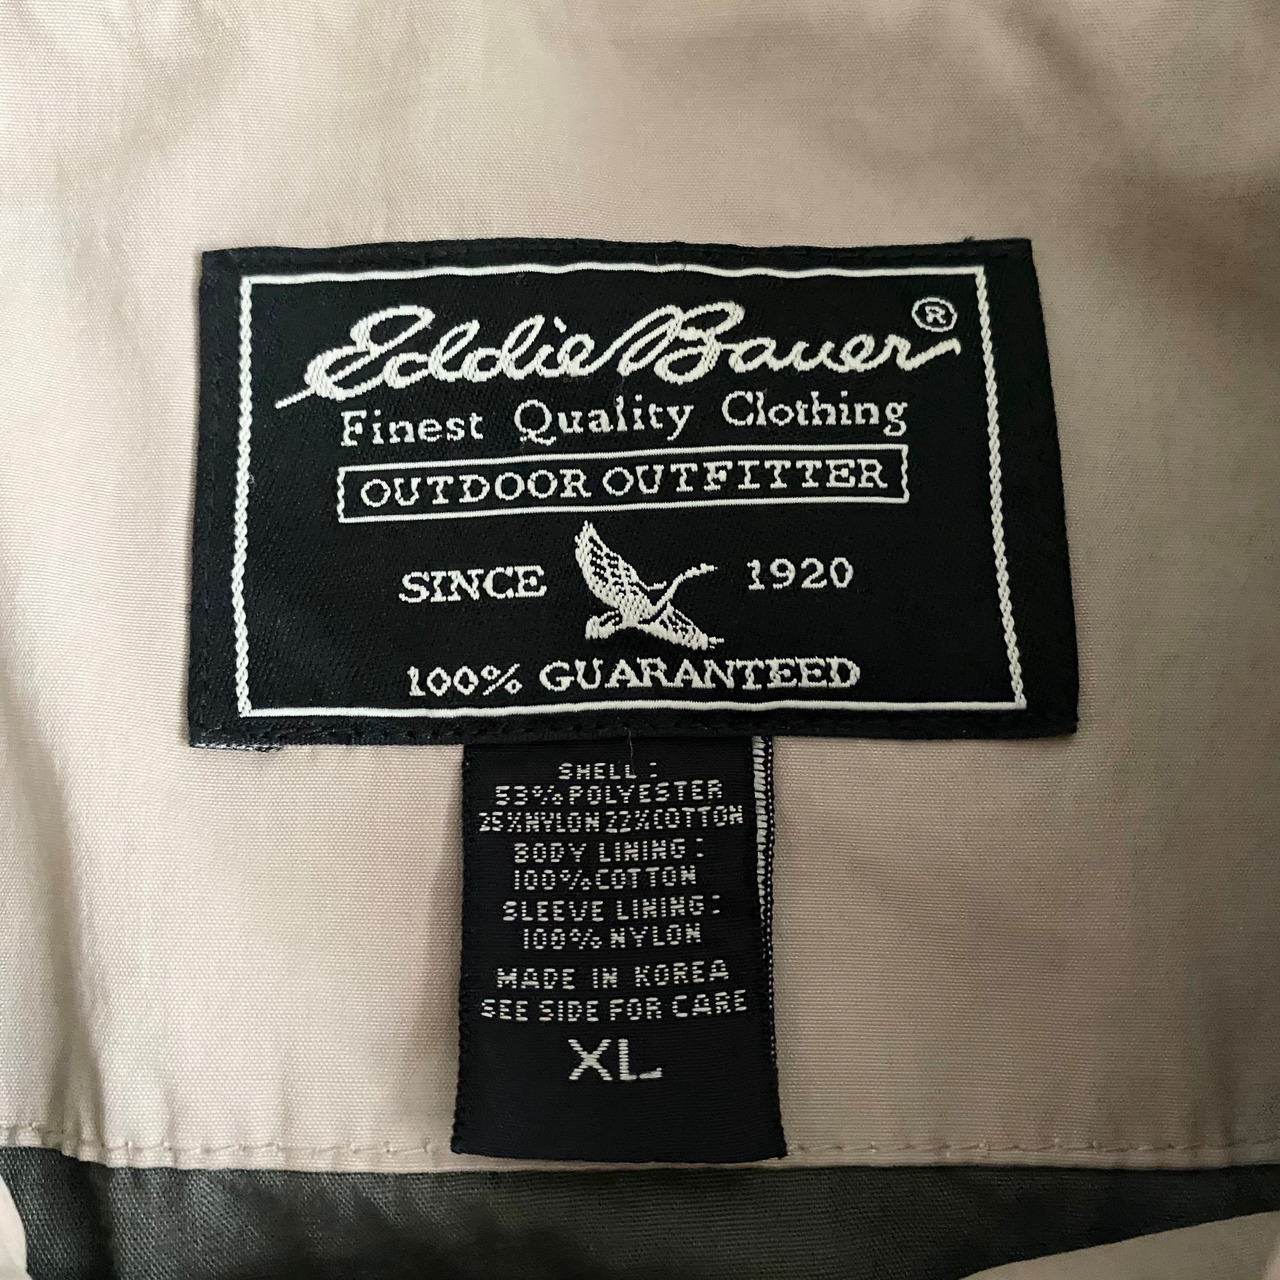 Eddie Bauer®
Finest Quality Clothing
OUTDOOR OUTFITTER
SINCE 1920
100% GUARANTEED
SHELL:
53% POLYESTER
25% NYLON 22% COTTON
BODY LINING:
100% COTTON
SLEEVE LINING:
100% NYLON
MADE IN KOREA
SEE SIDE FOR CARE
XL